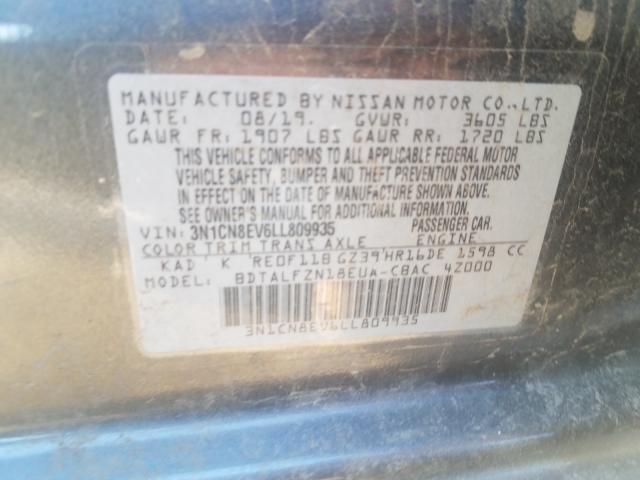 MANUFACTURED BY NISSAN MOTOR CO.,LTD.
DATE: 08/19. GVWR: 3605 LBS
GAWR FR: 1907 LBS GAWR RR: 1720 LBS
THIS VEHICLE CONFORMS TO ALL APPLICABLE FEDERAL MOTOR
VEHICLE SAFETY, BUMPER AND THEFT PREVENTION STANDARDS
IN EFFECT ON THE DATE OF MANUFACTURE SHOWN ABOVE.
SEE OWNER'S MANUAL FOR ADDITIONAL INFORMATION.
VIN: 3N1CN8EV6LL809935 PASSENGER CAR.
COLOR TRIM TRANS AXLE ENGINE
KAD K RE0F11B GZ39 HR16DE 1598 CC
MODEL: BDTALFZN18EUA-CBAC 4Z000
3N1CN8EV6LL809935